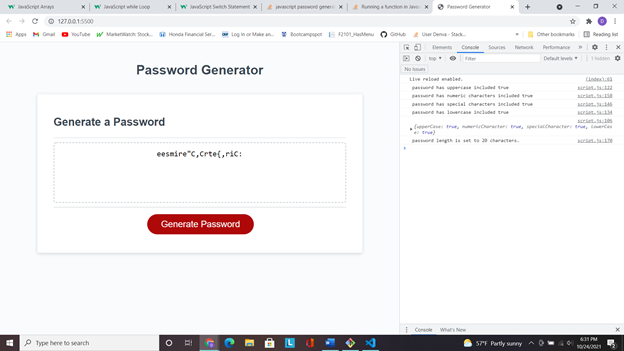 JavaScript Arrays
JavaScript while Loop
JavaScript Switch Statement
javascript password genera
Running a function in Javasc
Password Generator
127.0.0.1:5500
Apps
Gmail
YouTube
MarketWatch: Stock...
Honda Financial Ser...
Log In or Make an...
Bootcampspot
F2101_HasMenu
GitHub
User Deriva - Stack...
Other bookmarks
Reading list
Elements
Console
Sources
Network
Performance
top
Filter
Default levels
1 hidden
No Issues
Password Generator
Generate a Password
eesmire"C,Crte{,riC:
Generate Password
Live reload enabled. (index):61
password has uppercase included true script.js:122
password has numeric characters included true script.js:158
password has special characters included true script.js:146
password has lowercase included true script.js:134
script.js:106
{upperCase: true, numericCharacter: true, specialCharacter: true, lowerCas
e: true}
password length is set to 20 characters. script.js:170
Console
What's New
Type here to search
57°F Partly sunny
6:31 PM
10/24/2021